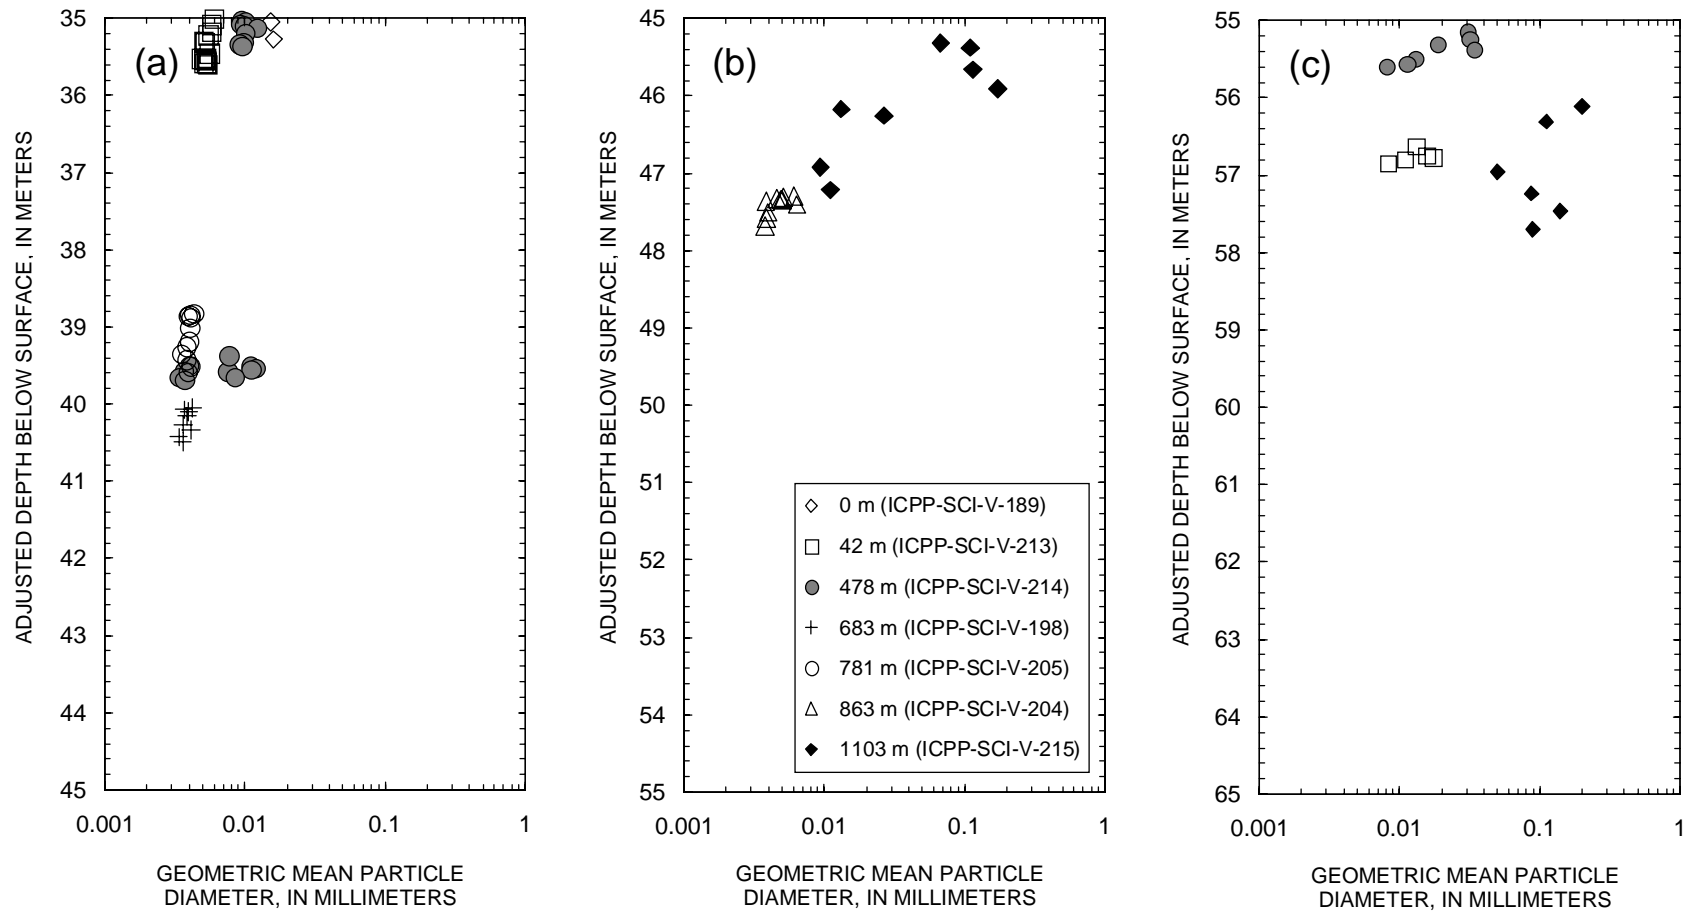 (a)
35
36
37
38
39
40
41
42
43
44
45
0.001 0.01 0.1 1
ADJUSTED DEPTH BELOW SURFACE, IN METERS
GEOMETRIC MEAN PARTICLE
DIAMETER, IN MILLIMETERS
(b)
45
46
47
48
49
50
51
52
53
54
55
0.001 0.01 0.1 1
ADJUSTED DEPTH BELOW SURFACE, IN METERS
GEOMETRIC MEAN PARTICLE
DIAMETER, IN MILLIMETERS
0 m (ICPP-SCI-V-189)
42 m (ICPP-SCI-V-213)
478 m (ICPP-SCI-V-214)
683 m (ICPP-SCI-V-198)
781 m (ICPP-SCI-V-205)
863 m (ICPP-SCI-V-204)
1103 m (ICPP-SCI-V-215)
(c)
55
56
57
58
59
60
61
62
63
64
65
0.001 0.01 0.1 1
ADJUSTED DEPTH BELOW SURFACE, IN METERS
GEOMETRIC MEAN PARTICLE
DIAMETER, IN MILLIMETERS